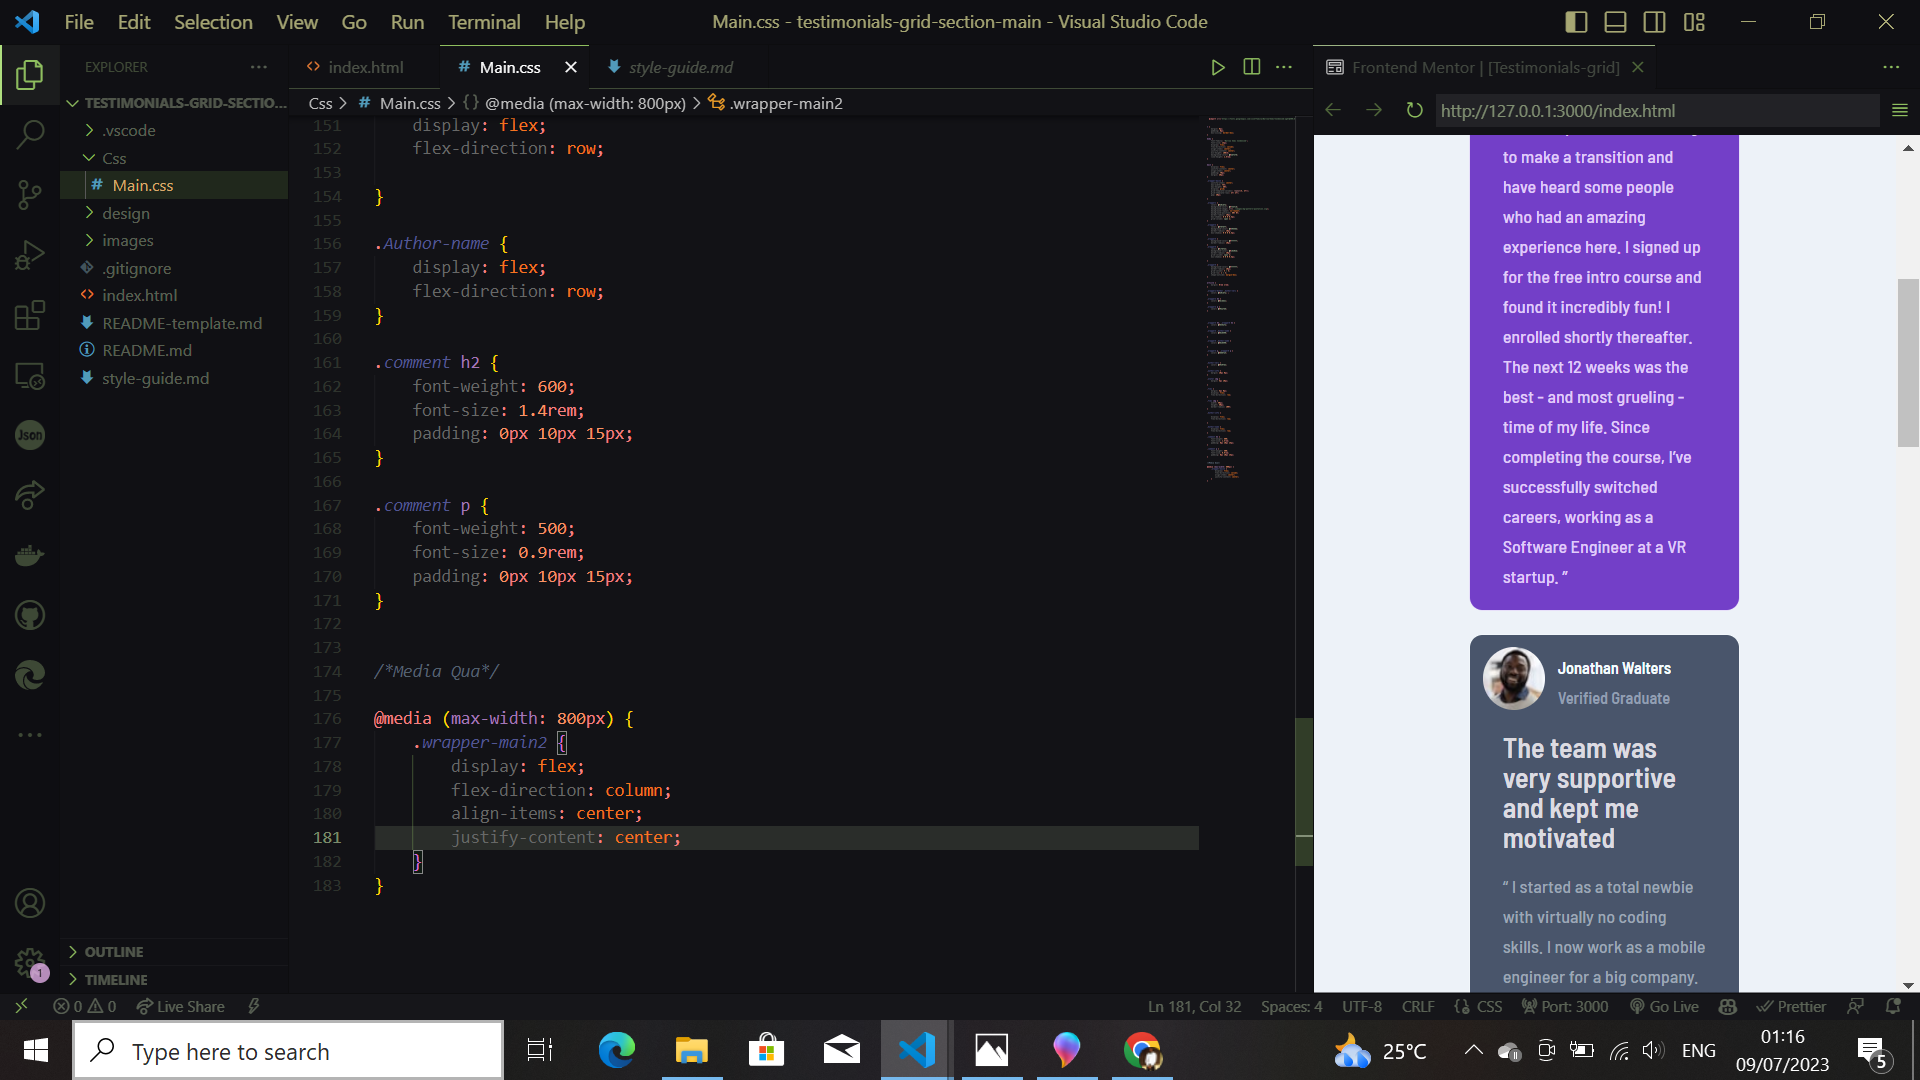 File Edit Selection View Go Run Terminal Help
Main.css - testimonials-grid-section-main - Visual Studio Code
EXPLORER
TESTIMONIALS-GRID-SECTIO...
.vscode
Css
# Main.css
design
images
.gitignore
index.html
README-template.md
README.md
style-guide.md
OUTLINE
TIMELINE
Json
1
index.html
# Main.css
style-guide.md
Css > # Main.css > {} @media (max-width: 800px) > .wrapper-main2
151 display: flex;
152 flex-direction: row;
153
154 }
155
156 .Author-name {
157 display: flex;
158 flex-direction: row;
159 }
160
161 .comment h2 {
162 font-weight: 600;
163 font-size: 1.4rem;
164 padding: 0px 10px 15px;
165 }
166
167 .comment p {
168 font-weight: 500;
169 font-size: 0.9rem;
170 padding: 0px 10px 15px;
171 }
172
173
174 /*Media Qua*/
175
176 @media (max-width: 800px) {
177 .wrapper-main2 {
178 display: flex;
179 flex-direction: column;
180 align-items: center;
181 justify-content: center;
182 }
183 }
Frontend Mentor | [Testimonials-grid]
http://127.0.0.1:3000/index.html
to make a transition and
have heard some people
who had an amazing
experience here. I signed up
for the free intro course and
found it incredibly fun! I
enrolled shortly thereafter.
The next 12 weeks was the
best - and most grueling -
time of my life. Since
completing the course, I've
successfully switched
careers, working as a
Software Engineer at a VR
startup. ”
Jonathan Walters
Verified Graduate
The team was
very supportive
and kept me
motivated
“ I started as a total newbie
with virtually no coding
skills. I now work as a mobile
engineer for a big company.
0 0 Live Share
Ln 181, Col 32 Spaces: 4 UTF-8 CRLF {} CSS Port: 3000 Go Live Prettier
Type here to search
25°C
ENG
01:16
09/07/2023
5